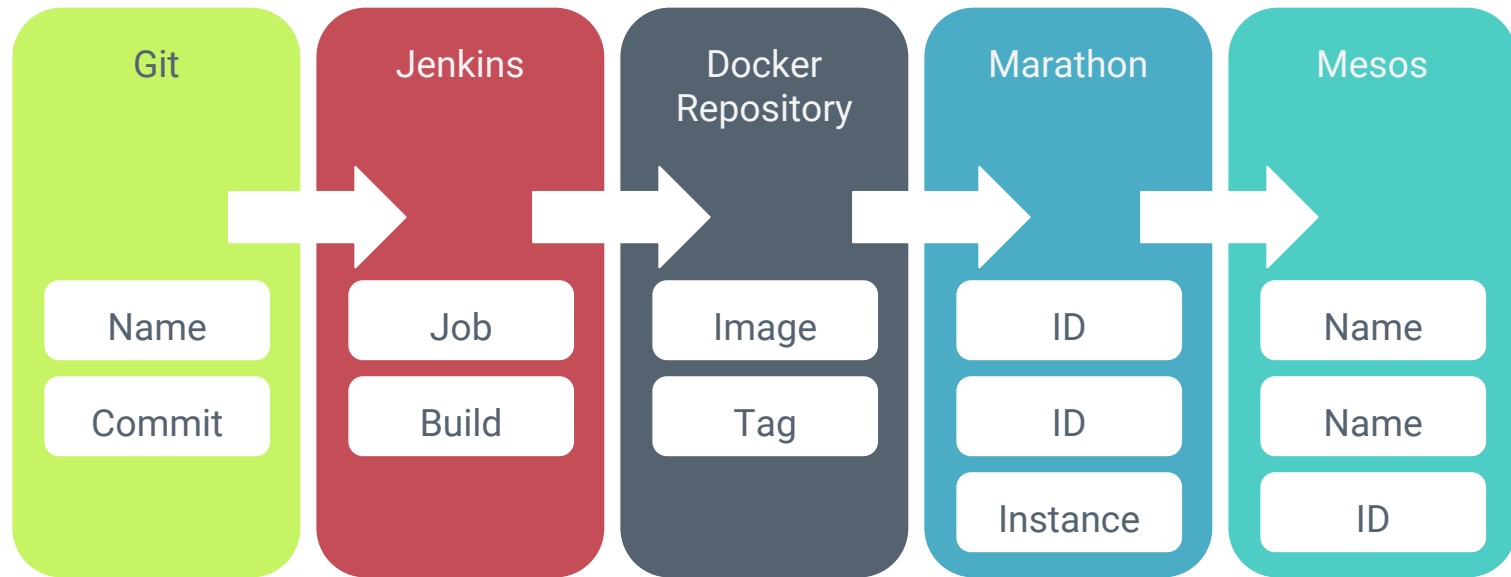 Git
Name
Commit
Jenkins
Job
Build
Docker
Repository
Image
Tag
Marathon
ID
ID
Instance
Mesos
Name
Name
ID